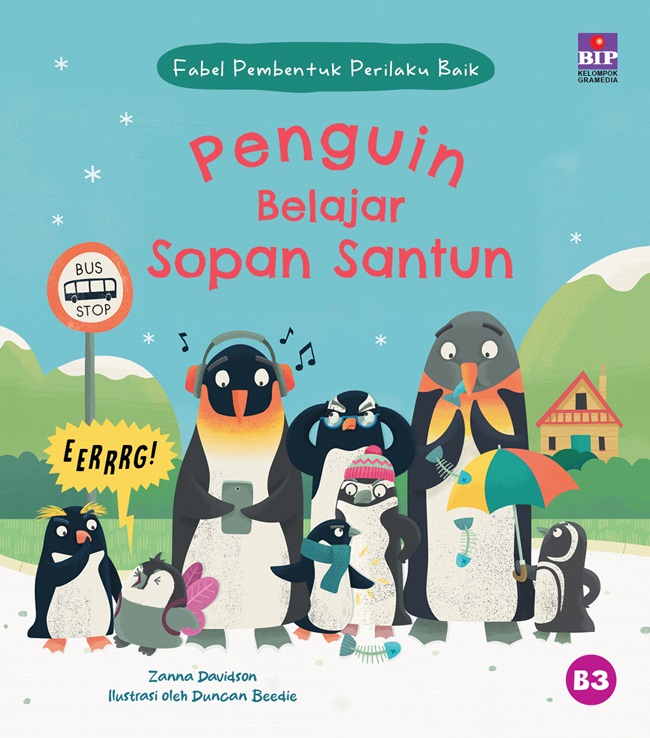 Fabel Pembentuk Perilaku Baik
BIP
KELOMPOK
GRAMEDIA
Penguin
Belajar
Sopan Santun
BUS
STOP
EERRRG!
Zanna Davidson
Ilustrasi oleh Duncan Beedie
B3